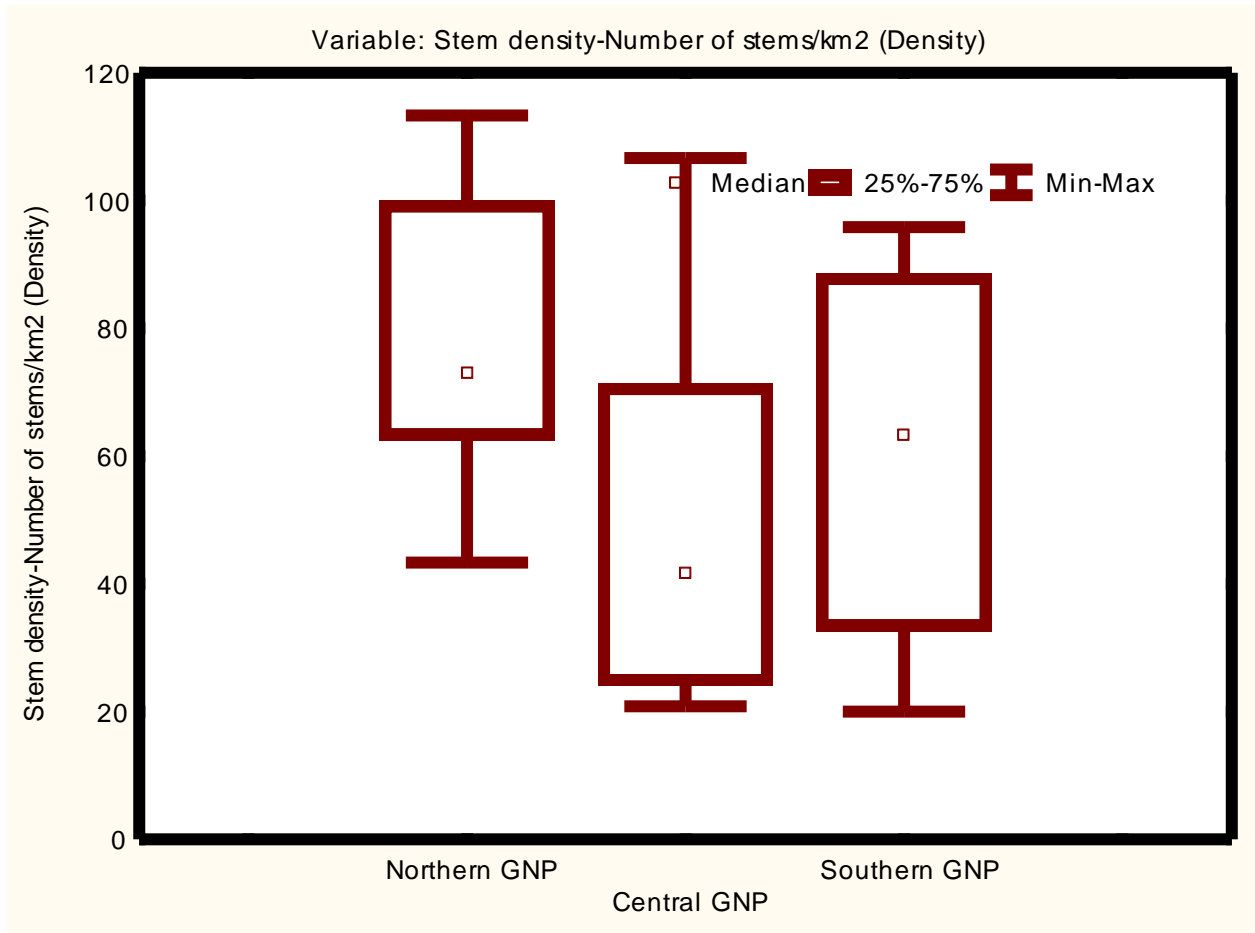 Variable: Stem density-Number of stems/km2 (Density)
Stem density-Number of stems/km2 (Density)
120
100
80
60
40
20
0
Median 25%-75% Min-Max
Northern GNP
Central GNP
Southern GNP